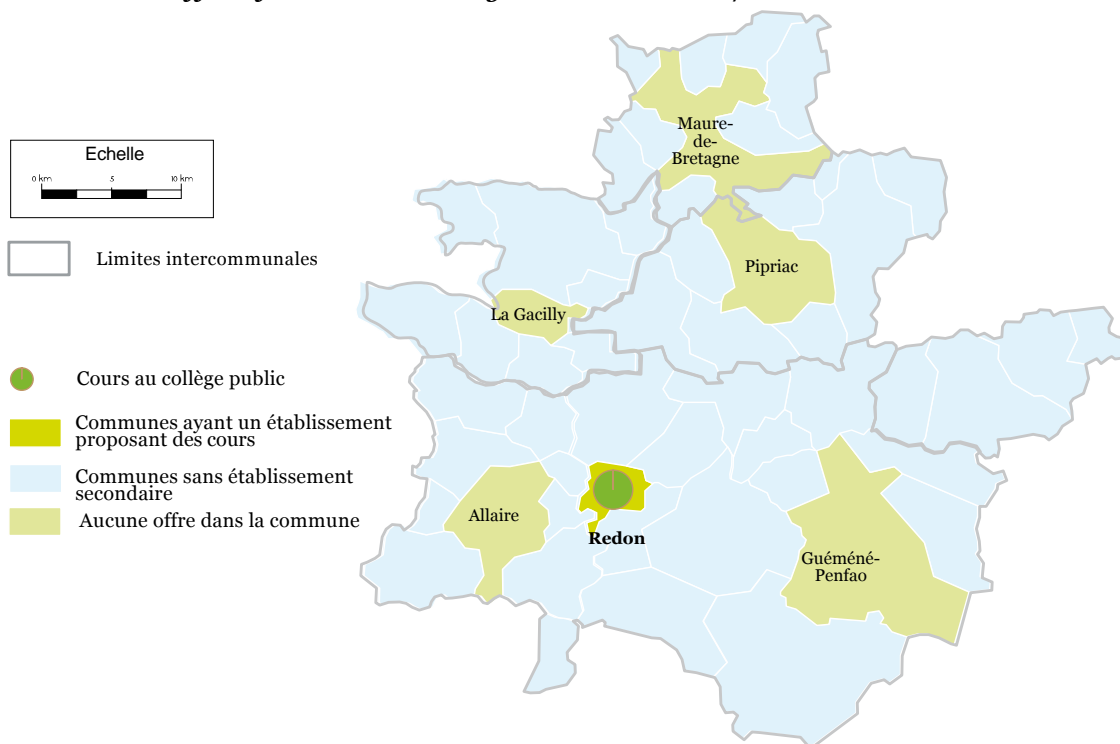 Echelle
0 km 5 10 km
Limites intercommunales
Cours au collège public
Communes ayant un établissement
proposant des cours
Communes sans établissement
secondaire
Aucune offre dans la commune
Maure-
de-
Bretagne
Pipriac
La Gacilly
Allaire
Redon
Guéméné-
Penfao